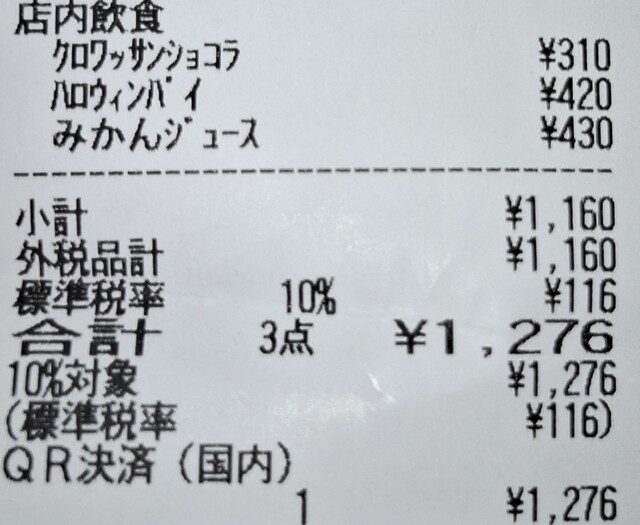 店内飲食
ｸﾛﾜｯｻﾝｼｮｺﾗ ¥310
ﾊﾛｳｨﾝﾊﾟｲ ¥420
みかんｼﾞｭｰｽ ¥430
--------------------------------
小計 ¥1,160
外税品計 ¥1,160
標準税率 10% ¥116
合計 3点 ¥1,276
10%対象 ¥1,276
(標準税率 ¥116)
ＱＲ決済（国内）
1 ¥1,276